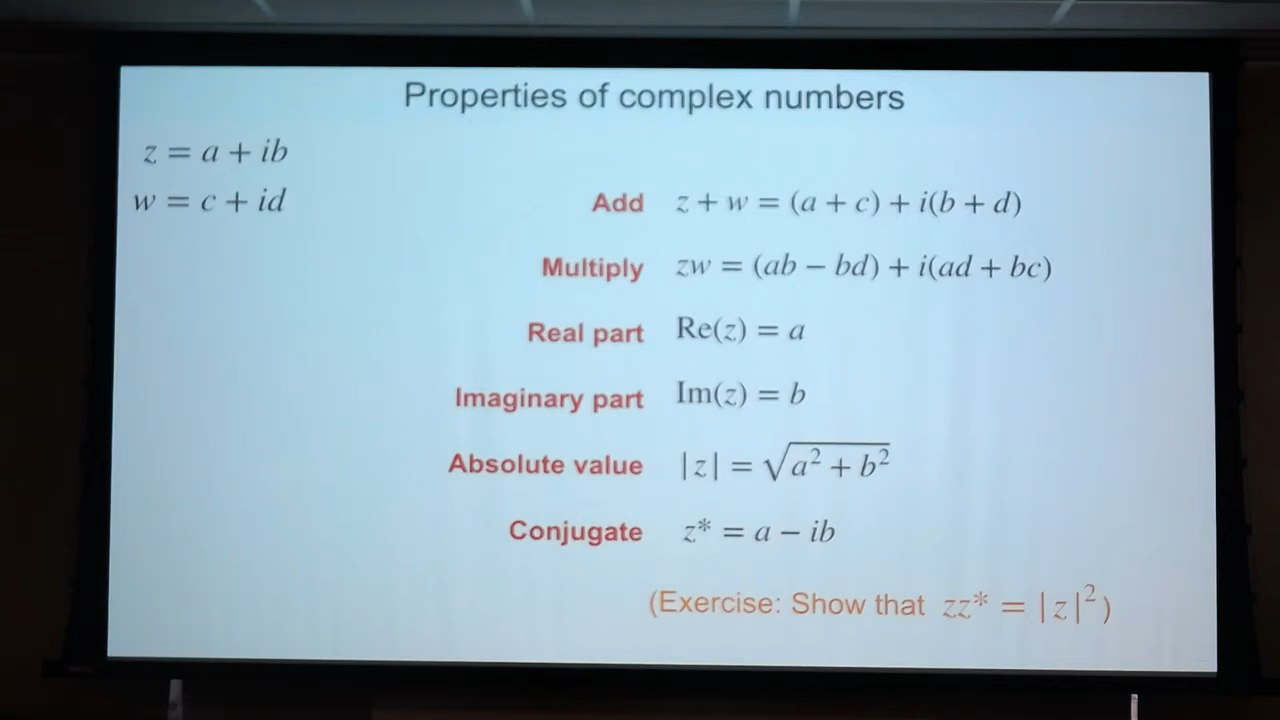 Properties of complex numbers
z = a + ib
w = c + id
Add z + w = (a + c) + i(b + d)
Multiply zw = (ab − bd) + i(ad + bc)
Real part Re(z) = a
Imaginary part Im(z) = b
Absolute value |z| = √(a² + b²)
Conjugate z* = a − ib
(Exercise: Show that zz* = |z|²)